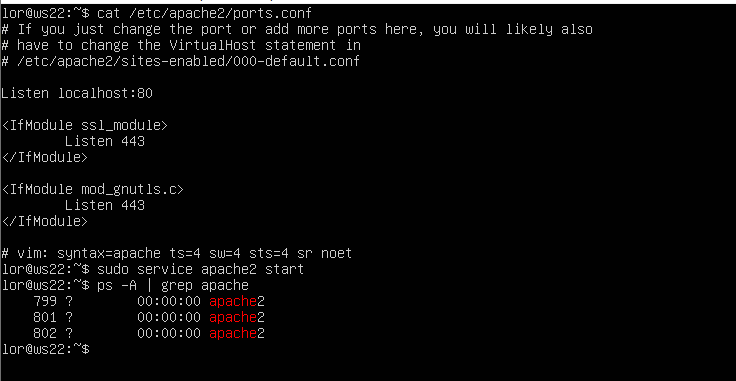 lor@ws22:~$ cat /etc/apache2/ports.conf
# If you just change the port or add more ports here, you will likely also
# have to change the VirtualHost statement in
# /etc/apache2/sites-enabled/000-default.conf

Listen localhost:80

<IfModule ssl_module>
        Listen 443
</IfModule>

<IfModule mod_gnutls.c>
        Listen 443
</IfModule>

# vim: syntax=apache ts=4 sw=4 sts=4 sr noet
lor@ws22:~$ sudo service apache2 start
lor@ws22:~$ ps -A | grep apache
    799 ?        00:00:00 apache2
    801 ?        00:00:00 apache2
    802 ?        00:00:00 apache2
lor@ws22:~$